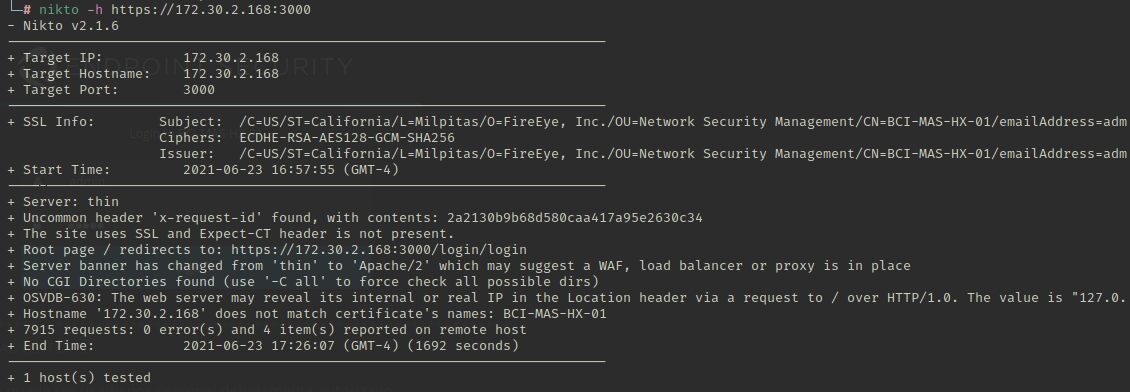 └─# nikto -h https://172.30.2.168:3000
- Nikto v2.1.6
+ Target IP: 172.30.2.168
+ Target Hostname: 172.30.2.168
+ Target Port: 3000
+ SSL Info: Subject: /C=US/ST=California/L=Milpitas/O=FireEye, Inc./OU=Network Security Management/CN=BCI-MAS-HX-01/emailAddress=adm
Ciphers: ECDHE-RSA-AES128-GCM-SHA256
Issuer: /C=US/ST=California/L=Milpitas/O=FireEye, Inc./OU=Network Security Management/CN=BCI-MAS-HX-01/emailAddress=adm
+ Start Time: 2021-06-23 16:57:55 (GMT-4)
+ Server: thin
+ Uncommon header 'x-request-id' found, with contents: 2a2130b9b68d580caa417a95e2630c34
+ The site uses SSL and Expect-CT header is not present.
+ Root page / redirects to: https://172.30.2.168:3000/login/login
+ Server banner has changed from 'thin' to 'Apache/2' which may suggest a WAF, load balancer or proxy is in place
+ No CGI Directories found (use '-C all' to force check all possible dirs)
+ OSVDB-630: The web server may reveal its internal or real IP in the Location header via a request to / over HTTP/1.0. The value is "127.0.
+ Hostname '172.30.2.168' does not match certificate's names: BCI-MAS-HX-01
+ 7915 requests: 0 error(s) and 4 item(s) reported on remote host
+ End Time: 2021-06-23 17:26:07 (GMT-4) (1692 seconds)
+ 1 host(s) tested